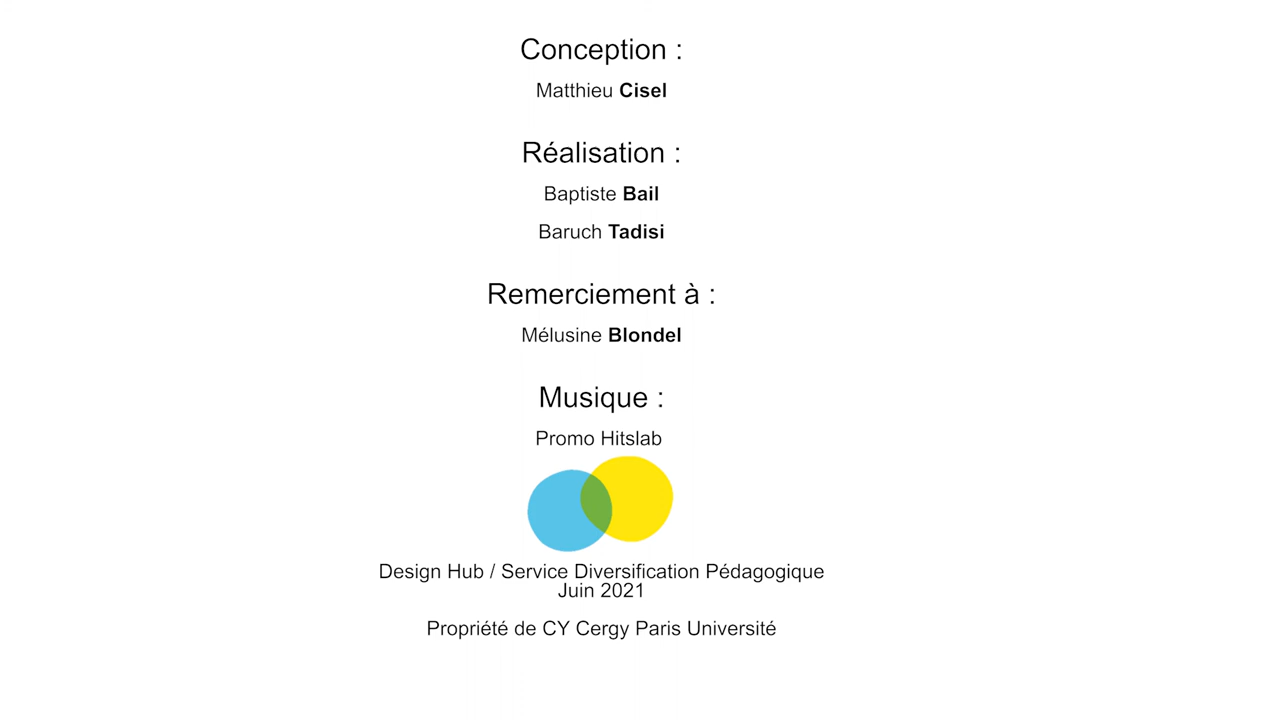 Conception :
Matthieu Cisel
Réalisation :
Baptiste Bail
Baruch Tadisi
Remerciement à :
Mélusine Blondel
Musique :
Promo Hitslab
Design Hub / Service Diversification Pédagogique
Juin 2021
Propriété de CY Cergy Paris Université